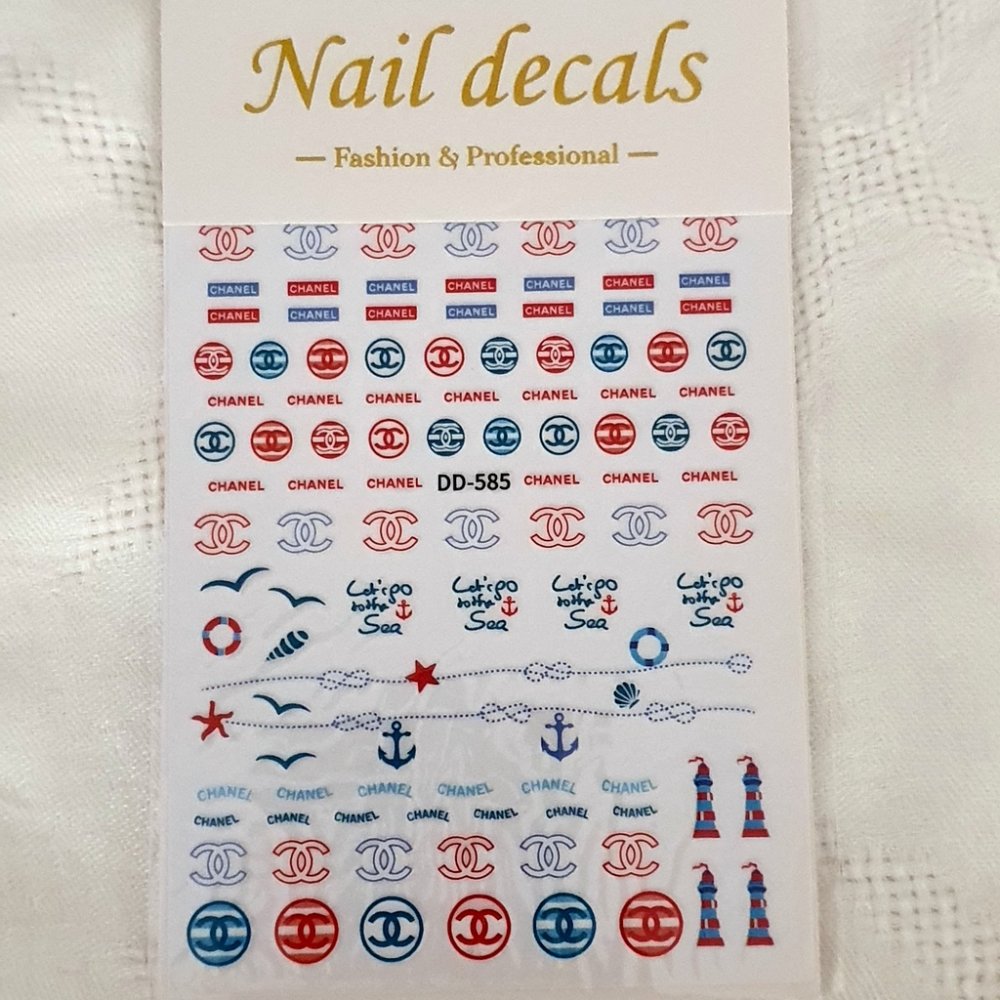 Nail decals
— Fashion & Professional —
CHANEL CHANEL CHANEL CHANEL CHANEL CHANEL CHANEL
CHANEL CHANEL CHANEL CHANEL CHANEL CHANEL CHANEL
CHANEL CHANEL CHANEL CHANEL CHANEL CHANEL CHANEL
CHANEL CHANEL CHANEL DD-585 CHANEL CHANEL CHANEL
Let's go Let's go Let's go Let's go
to the to the to the to the
Sea Sea Sea Sea
CHANEL CHANEL CHANEL CHANEL CHANEL CHANEL
CHANEL CHANEL CHANEL CHANEL CHANEL CHANEL CHANEL